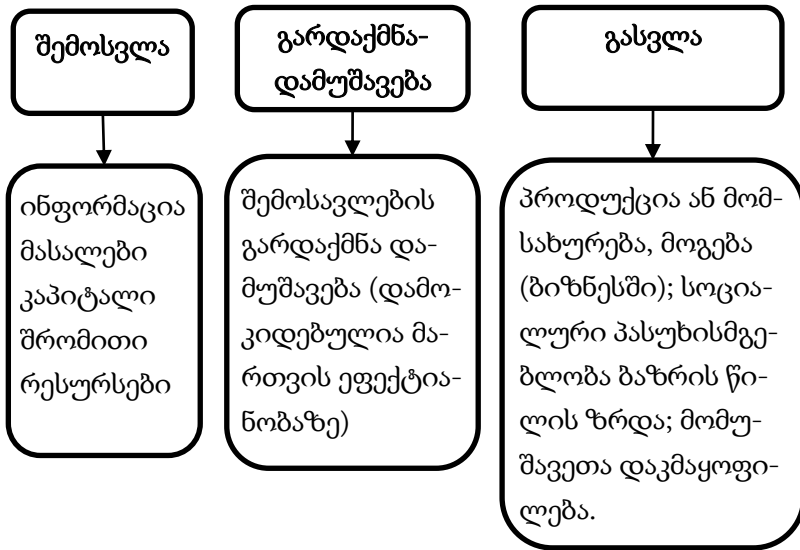 შემოსვლა
გარდაქმნა-
დამუშავება
გასვლა
ინფორმაცია
მასალები
კაპიტალი
შრომითი
რესურსები
შემოსავლების
გარდაქმნა და-
მუშავება (დამო-
კიდებულია მა-
რთვის ეფექტია-
ნობაზე)
პროდუქცია ან მომ-
სახურება, მოგება
(ბიზნესში); სოცია-
ლური პასუხისმგე-
ბლობა ბაზრის წი-
ლის ზრდა; მომუ-
შავეთა დაკმაყოფი-
ლება.